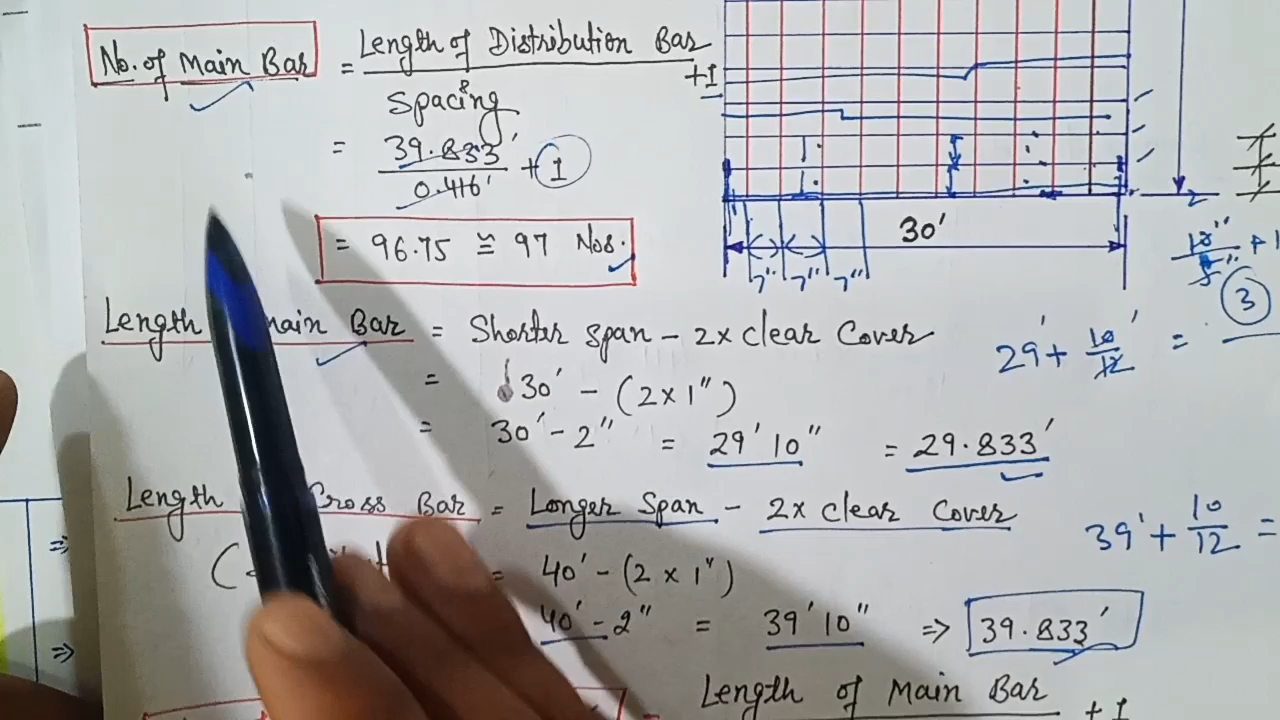 No. of Main Bar = Length of Distribution Bar +1
Spacing
= 39.833' + 1
0.416'
= 96.75 ≅ 97 Nos.
30'
7" 7" 7"
3
Length Main Bar = Shorter Span - 2x Clear Cover
= 30' - (2 x 1")
= 30' - 2" = 29' 10" = 29.833'
29' + 10/12' =
Length Cross Bar = Longer Span - 2x Clear Cover
= 40' - (2 x 1")
40' - 2" = 39' 10" => 39.833'
39' + 10/12 =
Length of Main Bar + 1